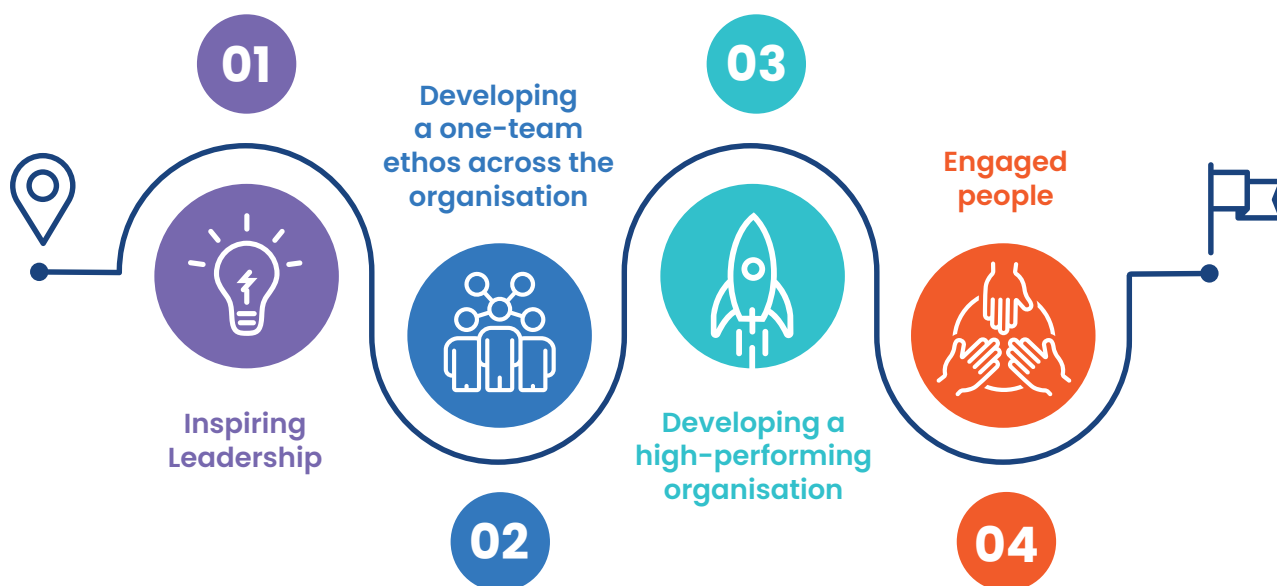 01
Inspiring
Leadership
Developing
a one-team
ethos across the
organisation
02
03
Developing a
high-performing
organisation
Engaged
people
04